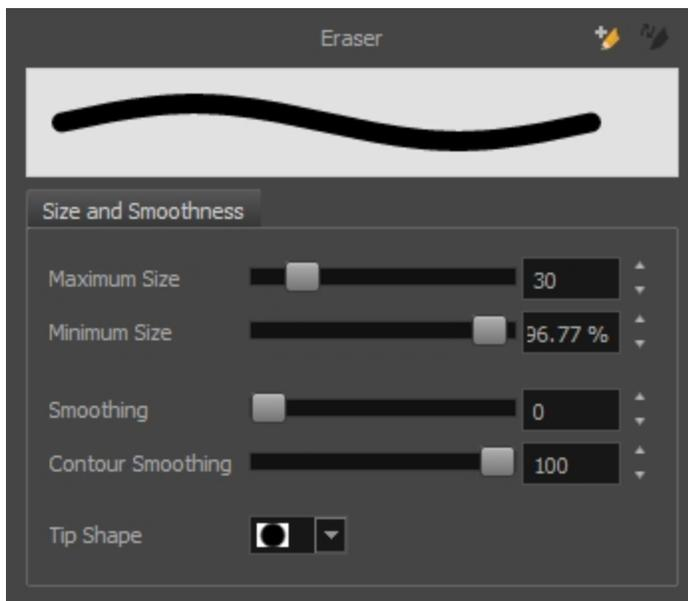 Eraser
Size and Smoothness
Maximum Size 30
Minimum Size 96.77 %
Smoothing 0
Contour Smoothing 100
Tip Shape